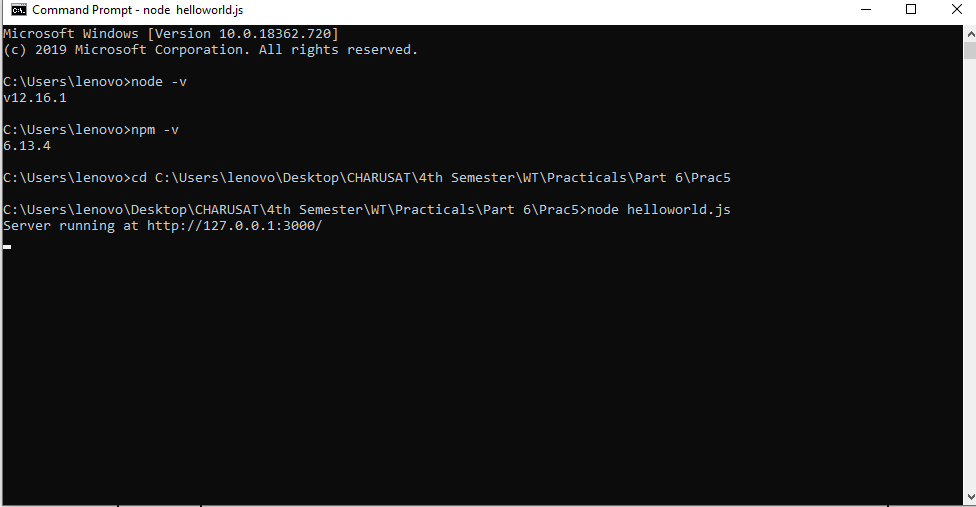 Command Prompt - node helloworld.js
Microsoft Windows [Version 10.0.18362.720]
(c) 2019 Microsoft Corporation. All rights reserved.
C:\Users\lenovo>node -v
v12.16.1
C:\Users\lenovo>npm -v
6.13.4
C:\Users\lenovo>cd C:\Users\lenovo\Desktop\CHARUSAT\4th Semester\WT\Practicals\Part 6\Prac5
C:\Users\lenovo\Desktop\CHARUSAT\4th Semester\WT\Practicals\Part 6\Prac5>node helloworld.js
Server running at http://127.0.0.1:3000/